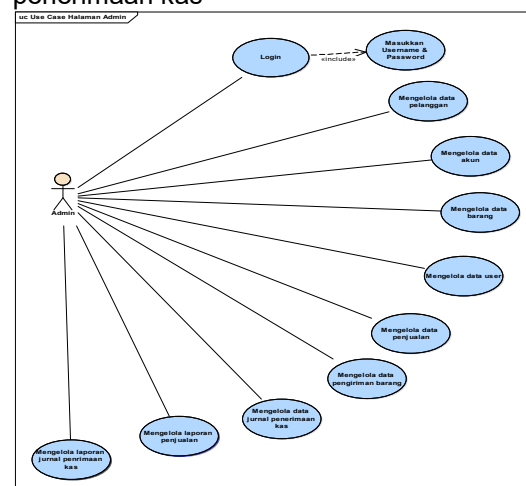 penerimaan kas
uc Use Case Halaman Admin
Login
«include»
Masukkan
Username &
Password
Mengelola data
pelanggan
Mengelola data
akun
Mengelola data
barang
Admin
Mengelola data user
Mengelola data
penjualan
Mengelola data
pengiriman barang
Mengelola data
jurnal penerimaan
kas
Mengelola laporan
penjualan
Mengelola laporan
jurnal penrimaan
kas